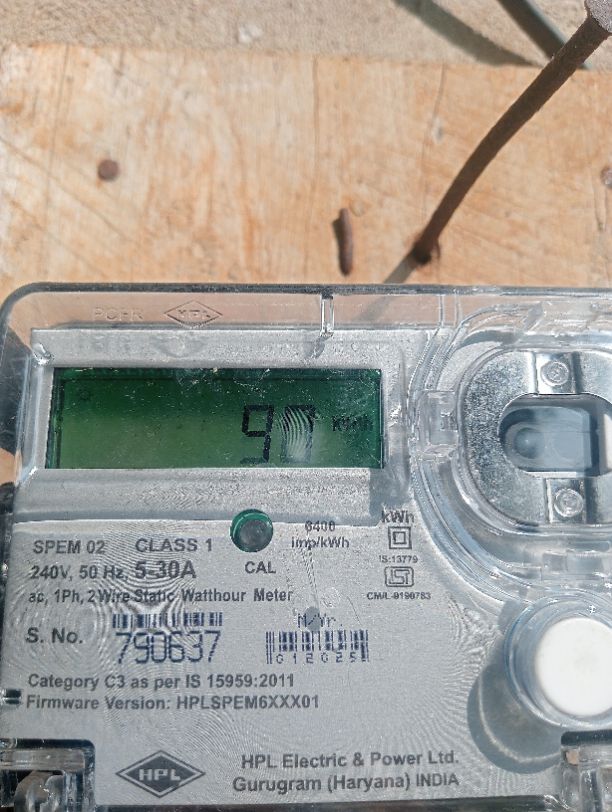 HPL
kWh
SPEM 02 CLASS 1
6400
imp/kWh
kWh
240V, 50 Hz, 5-30A
CAL
IS:13779
ac, 1Ph, 2 Wire Static Watthour Meter
CM/L-9190783
S. No.
790637
M/Yr.
012025
Category C3 as per IS 15959:2011
Firmware Version: HPLSPEM6XXX01
HPL
HPL Electric & Power Ltd.
Gurugram (Haryana) INDIA